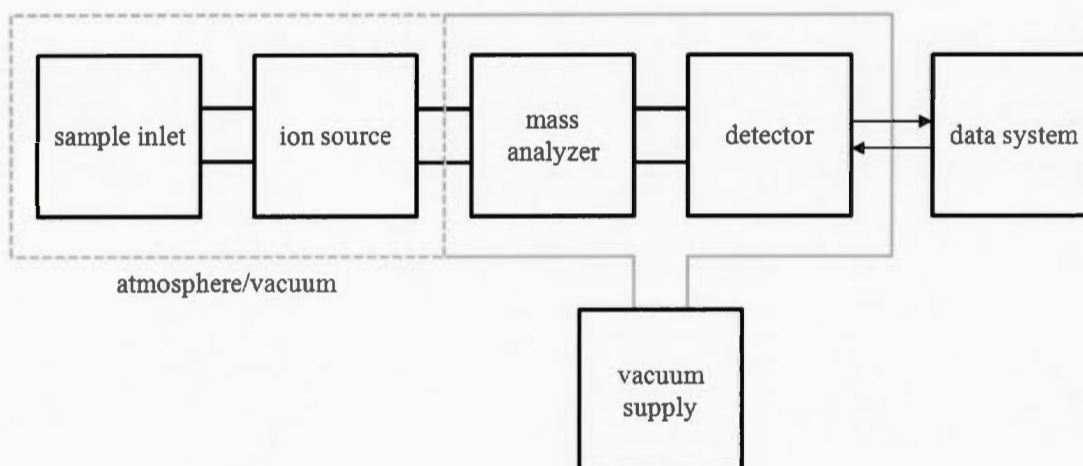 sample inlet
ion source
mass
analyzer
detector
data system
atmosphere/vacuum
vacuum
supply